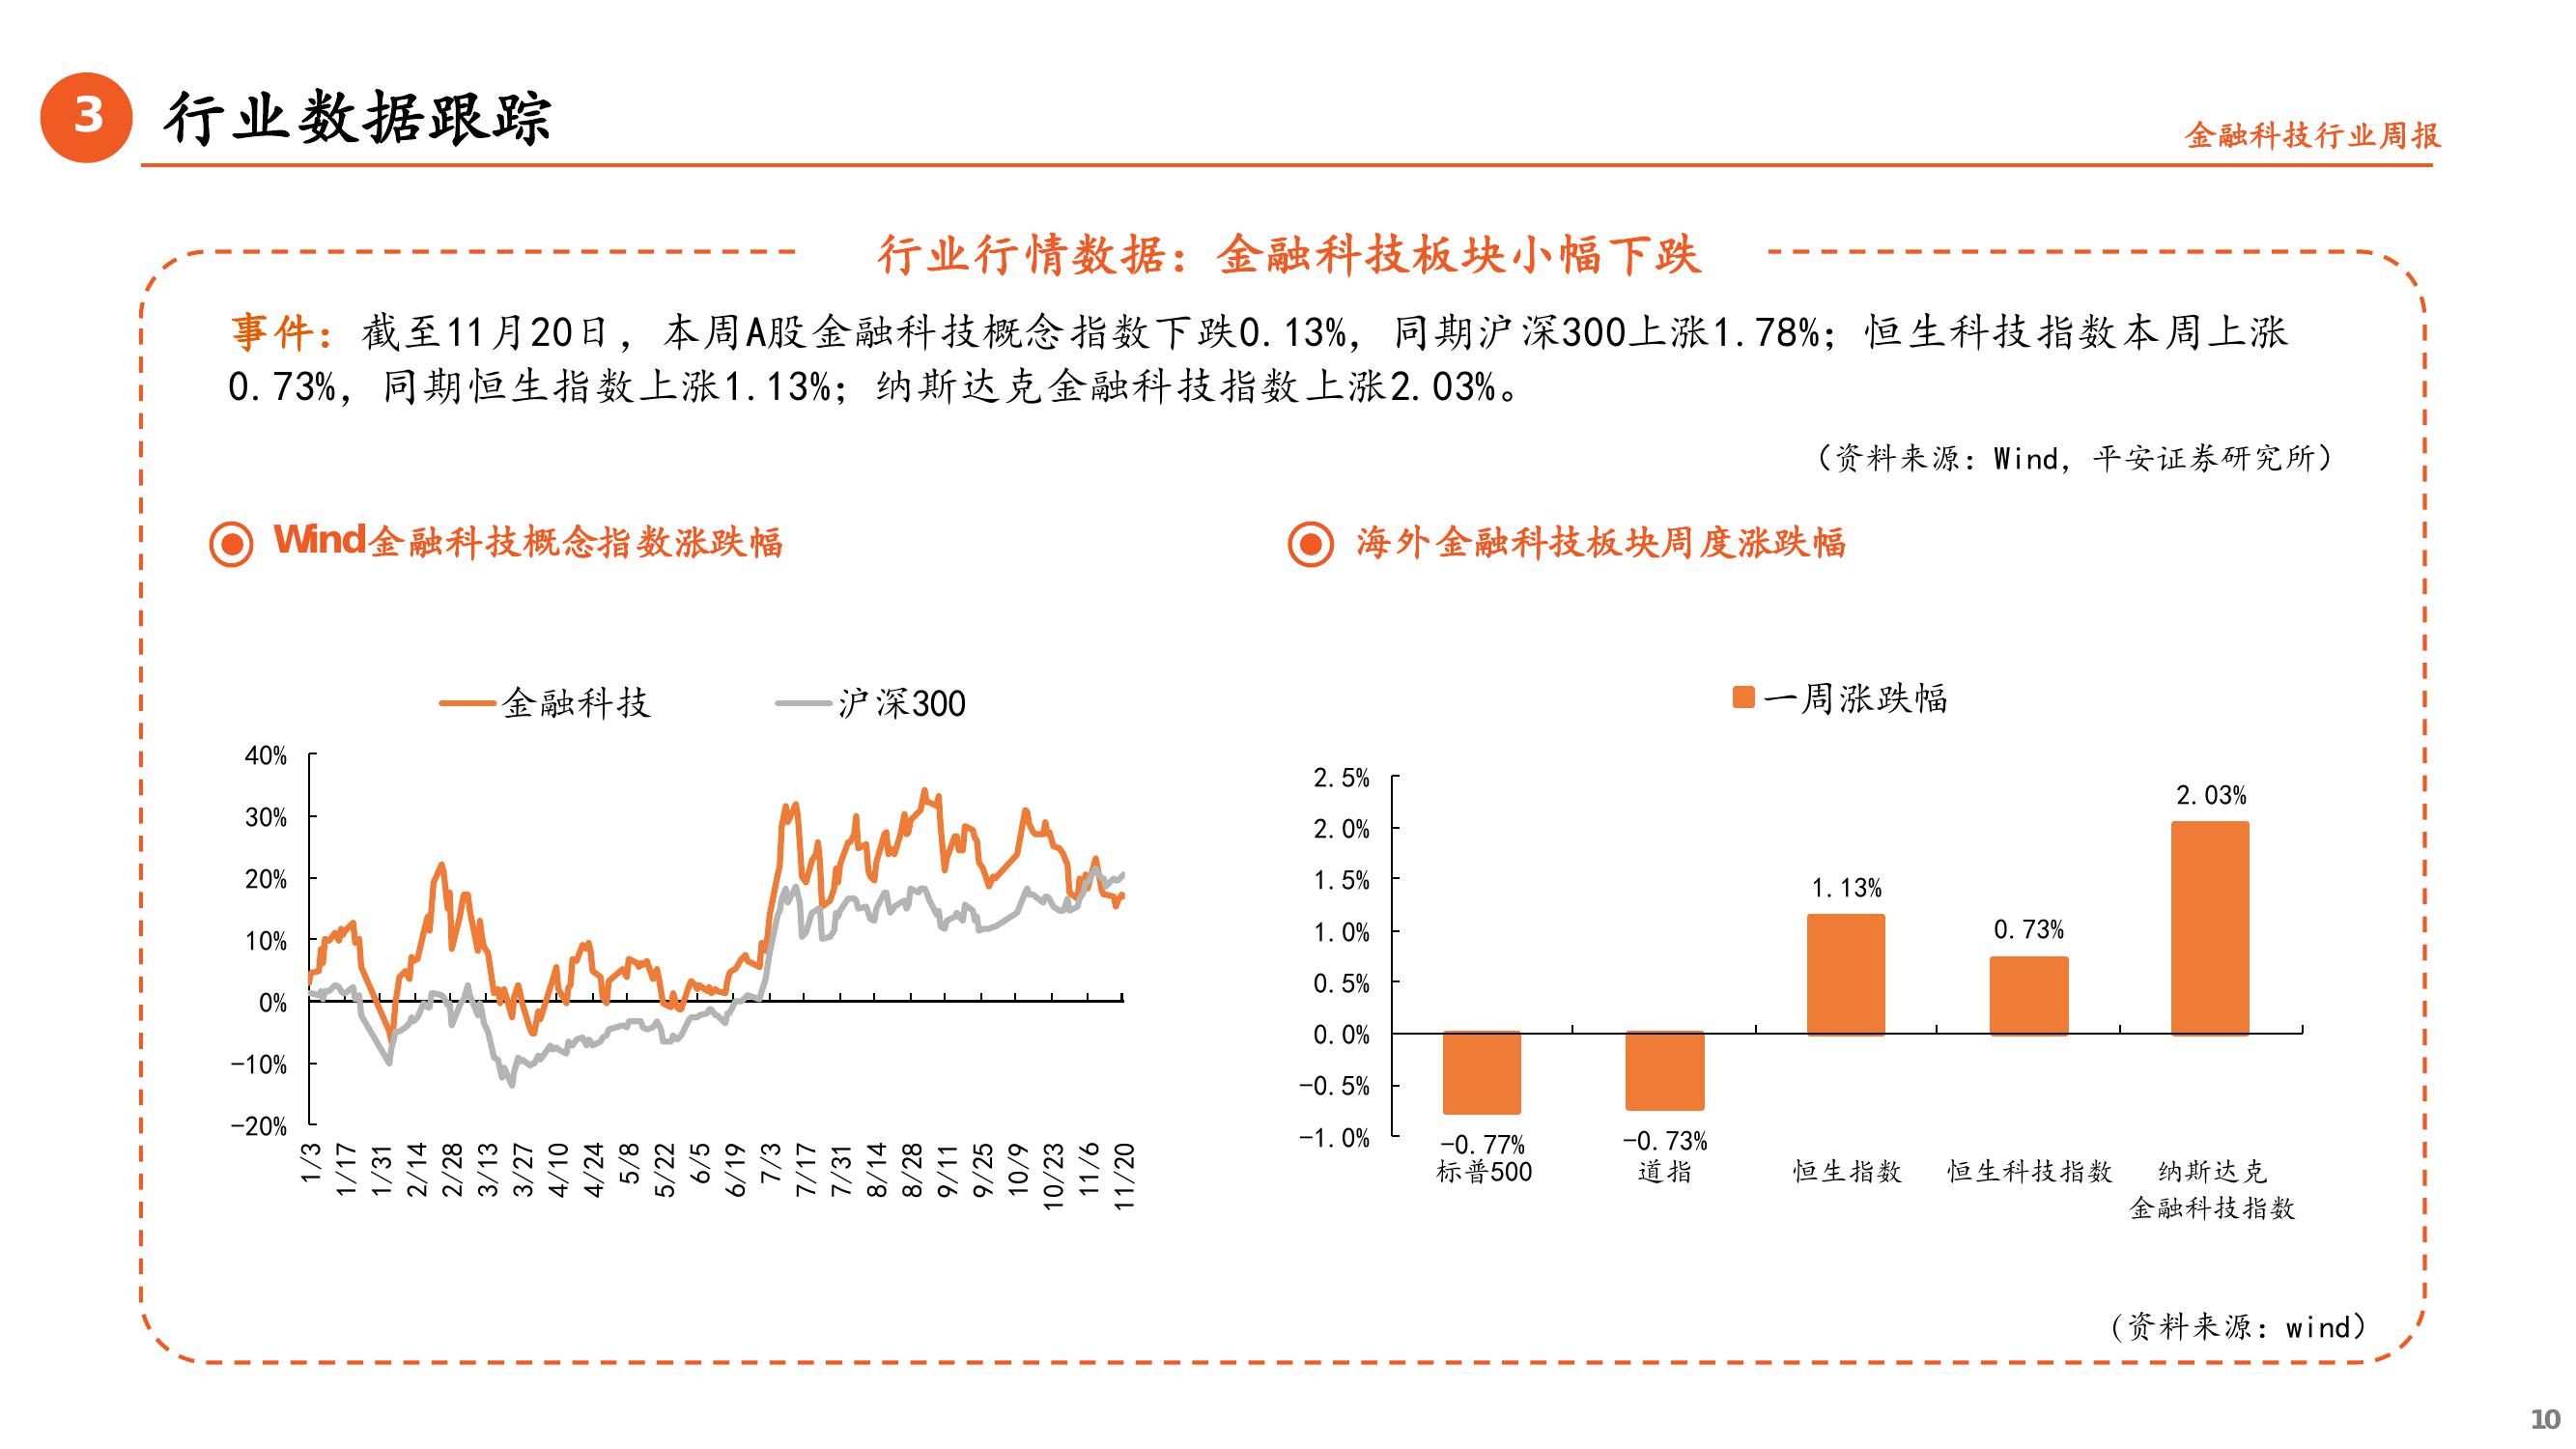 3
行业数据跟踪
金融科技行业周报
行业行情数据：金融科技板块小幅下跌
事件：截至11月20日，本周A股金融科技概念指数下跌0.13%，同期沪深300上涨1.78%；恒生科技指数本周上涨
0.73%，同期恒生指数上涨1.13%；纳斯达克金融科技指数上涨2.03%。
（资料来源：Wind，平安证券研究所）
Wind金融科技概念指数涨跌幅
金融科技 沪深300
40%
30%
20%
10%
0%
-10%
-20%
1/3 1/17 1/31 2/14 2/28 3/13 3/27 4/10 4/24 5/8 5/22 6/5 6/19 7/3 7/17 7/31 8/14 8/28 9/11 9/25 10/9 10/23 11/6 11/20
海外金融科技板块周度涨跌幅
一周涨跌幅
2.5%
2.0%
1.5%
1.0%
0.5%
0.0%
-0.5%
-1.0%
-0.77% -0.73% 1.13% 0.73% 2.03%
标普500 道指 恒生指数 恒生科技指数 纳斯达克
金融科技指数
（资料来源：wind）
10